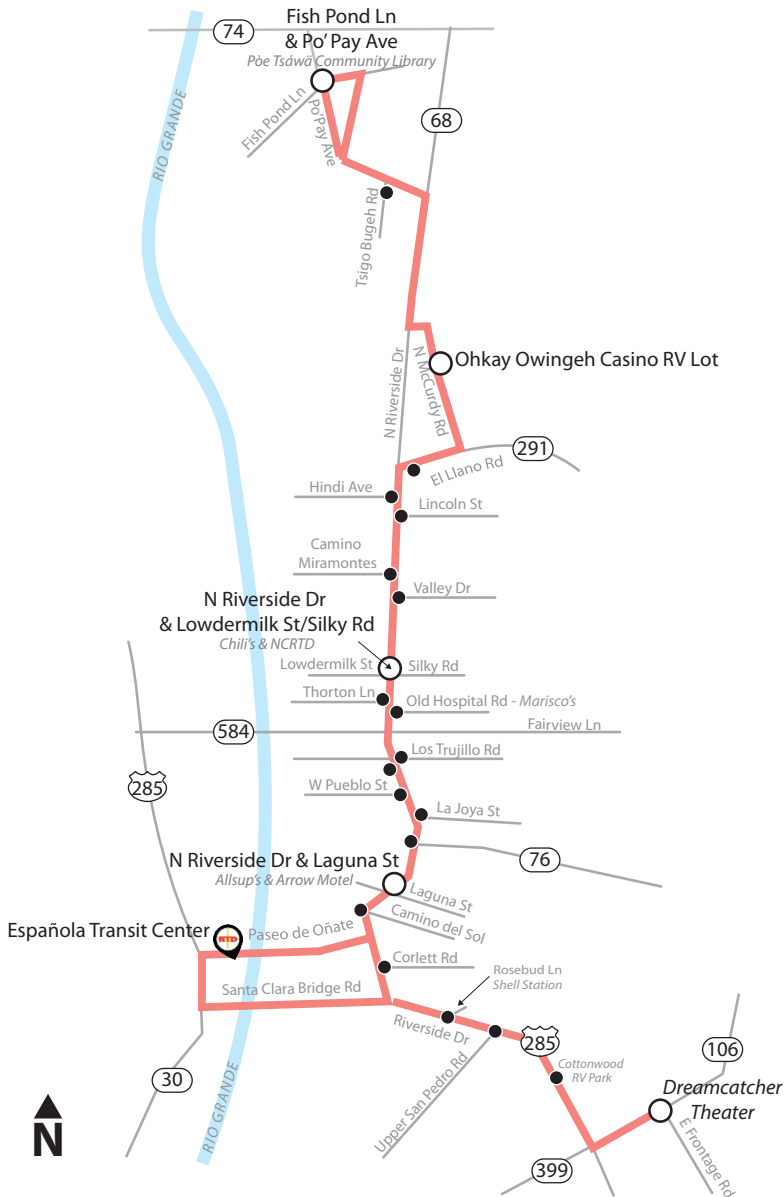 Fish Pond Ln
& Po' Pay Ave
Pòe Tsáwä Community Library
74
RIO GRANDE
Fish Pond Ln
Po'Pay Ave
68
Tsigo Bugeh Rd
N Riverside Dr
N McCurdy Rd
Ohkay Owingeh Casino RV Lot
El Llano Rd
291
Hindi Ave
Lincoln St
Camino
Miramontes
Valley Dr
N Riverside Dr
& Lowdermilk St/Silky Rd
Chili's & NCRTD
Lowdermilk St
Silky Rd
Thorton Ln
Old Hospital Rd - Marisco's
584
Fairview Ln
Los Trujillo Rd
285
W Pueblo St
La Joya St
76
N Riverside Dr & Laguna St
Allsup's & Arrow Motel
Laguna St
Camino del Sol
Española Transit Center
RTD
Paseo de Oñate
Corlett Rd
Santa Clara Bridge Rd
Rosebud Ln
Shell Station
Riverside Dr
285
Upper San Pedro Rd
Cottonwood
RV Park
106
30
RIO GRANDE
Dreamcatcher
Theater
E Frontage Rd
399
N